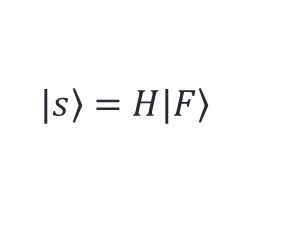 |s⟩ = H|F⟩